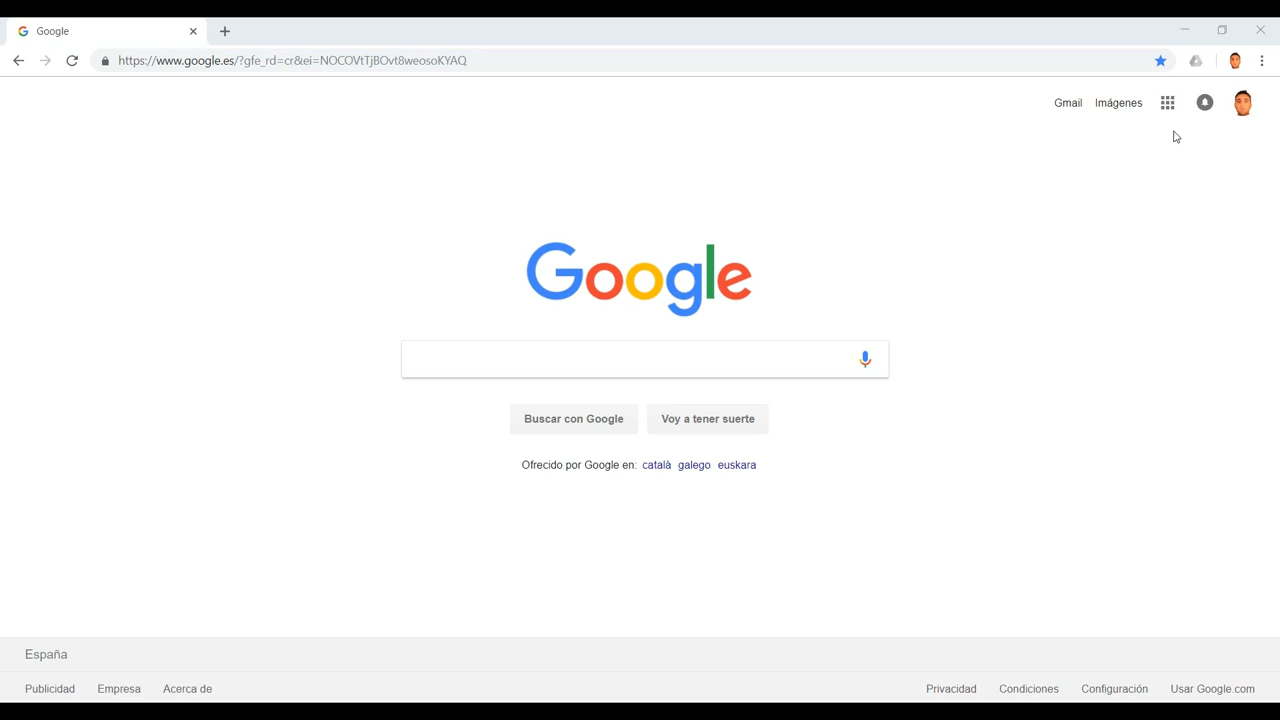 Google
https://www.google.es/?gfe_rd=cr&ei=NOCOVtTjBOvt8weosoKYAQ
Gmail Imágenes
Google
Buscar con Google Voy a tener suerte
Ofrecido por Google en: català galego euskara
España
Publicidad Empresa Acerca de Privacidad Condiciones Configuración Usar Google.com